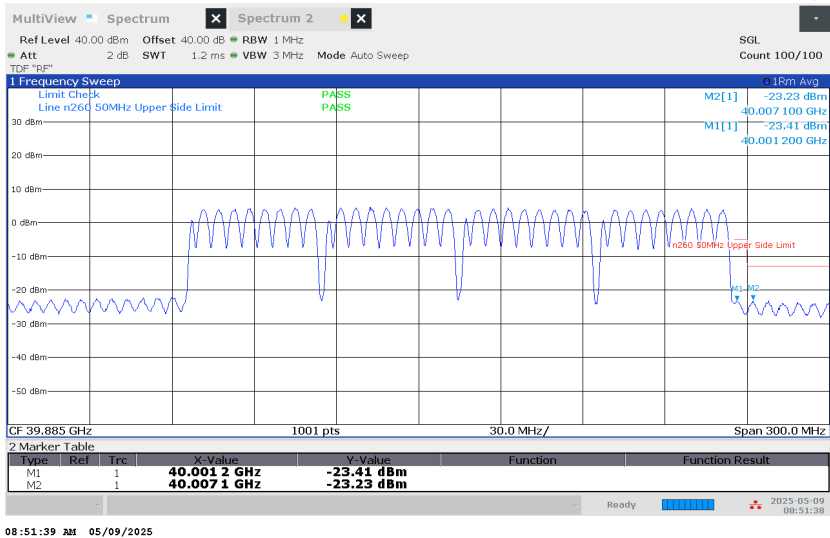 MultiView Spectrum Spectrum 2
Ref Level 40.00 dBm Offset 40.00 dB RBW 1 MHz SGL
Att 2 dB SWT 1.2 ms VBW 3 MHz Mode Auto Sweep Count 100/100
TDF "RF"
1 Frequency Sweep 1Rm Avg
Limit Check PASS M2[1] -23.23 dBm
Line n260 50MHz Upper Side Limit PASS 40.007 100 GHz
30 dBm M1[1] -23.41 dBm
40.001 200 GHz
20 dBm
10 dBm
0 dBm
n260 50MHz Upper Side Limit
-10 dBm
-20 dBm
M1 M2
-30 dBm
-40 dBm
-50 dBm
CF 39.885 GHz 1001 pts 30.0 MHz/ Span 300.0 MHz
2 Marker Table
Type Ref Trc X-Value Y-Value Function Function Result
M1 1 40.001 2 GHz -23.41 dBm
M2 1 40.007 1 GHz -23.23 dBm
Ready 2025-05-09
08:51:38
08:51:39 AM 05/09/2025